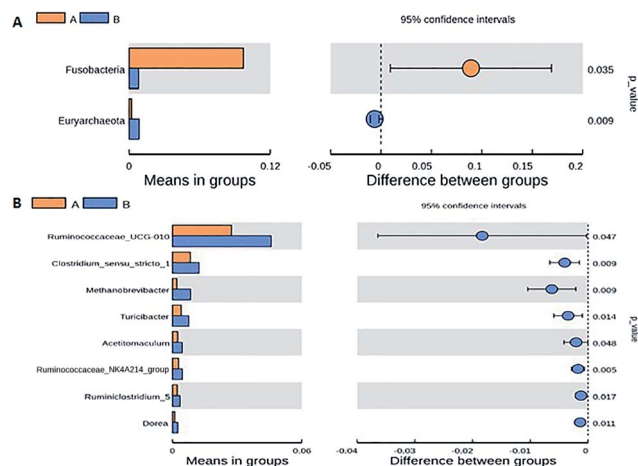 A
A B
95% confidence intervals
Fusobacteria
0.035
Euryarchaeota
0.009
p_value
0 0.12
-0.05 0 0.05 0.1 0.15 0.2
Means in groups
Difference between groups
B
A B
95% confidence intervals
Ruminococcaceae_UCG-010
0.047
Clostridium_sensu_stricto_1
0.009
Methanobrevibacter
0.009
Turicibacter
0.014
Acetitomaculum
0.048
Ruminococcaceae_NK4A214_group
0.005
Ruminiclostridium_5
0.017
Dorea
0.011
p_value
0 0.06
-0.04 -0.03 -0.02 -0.01 0
Means in groups
Difference between groups